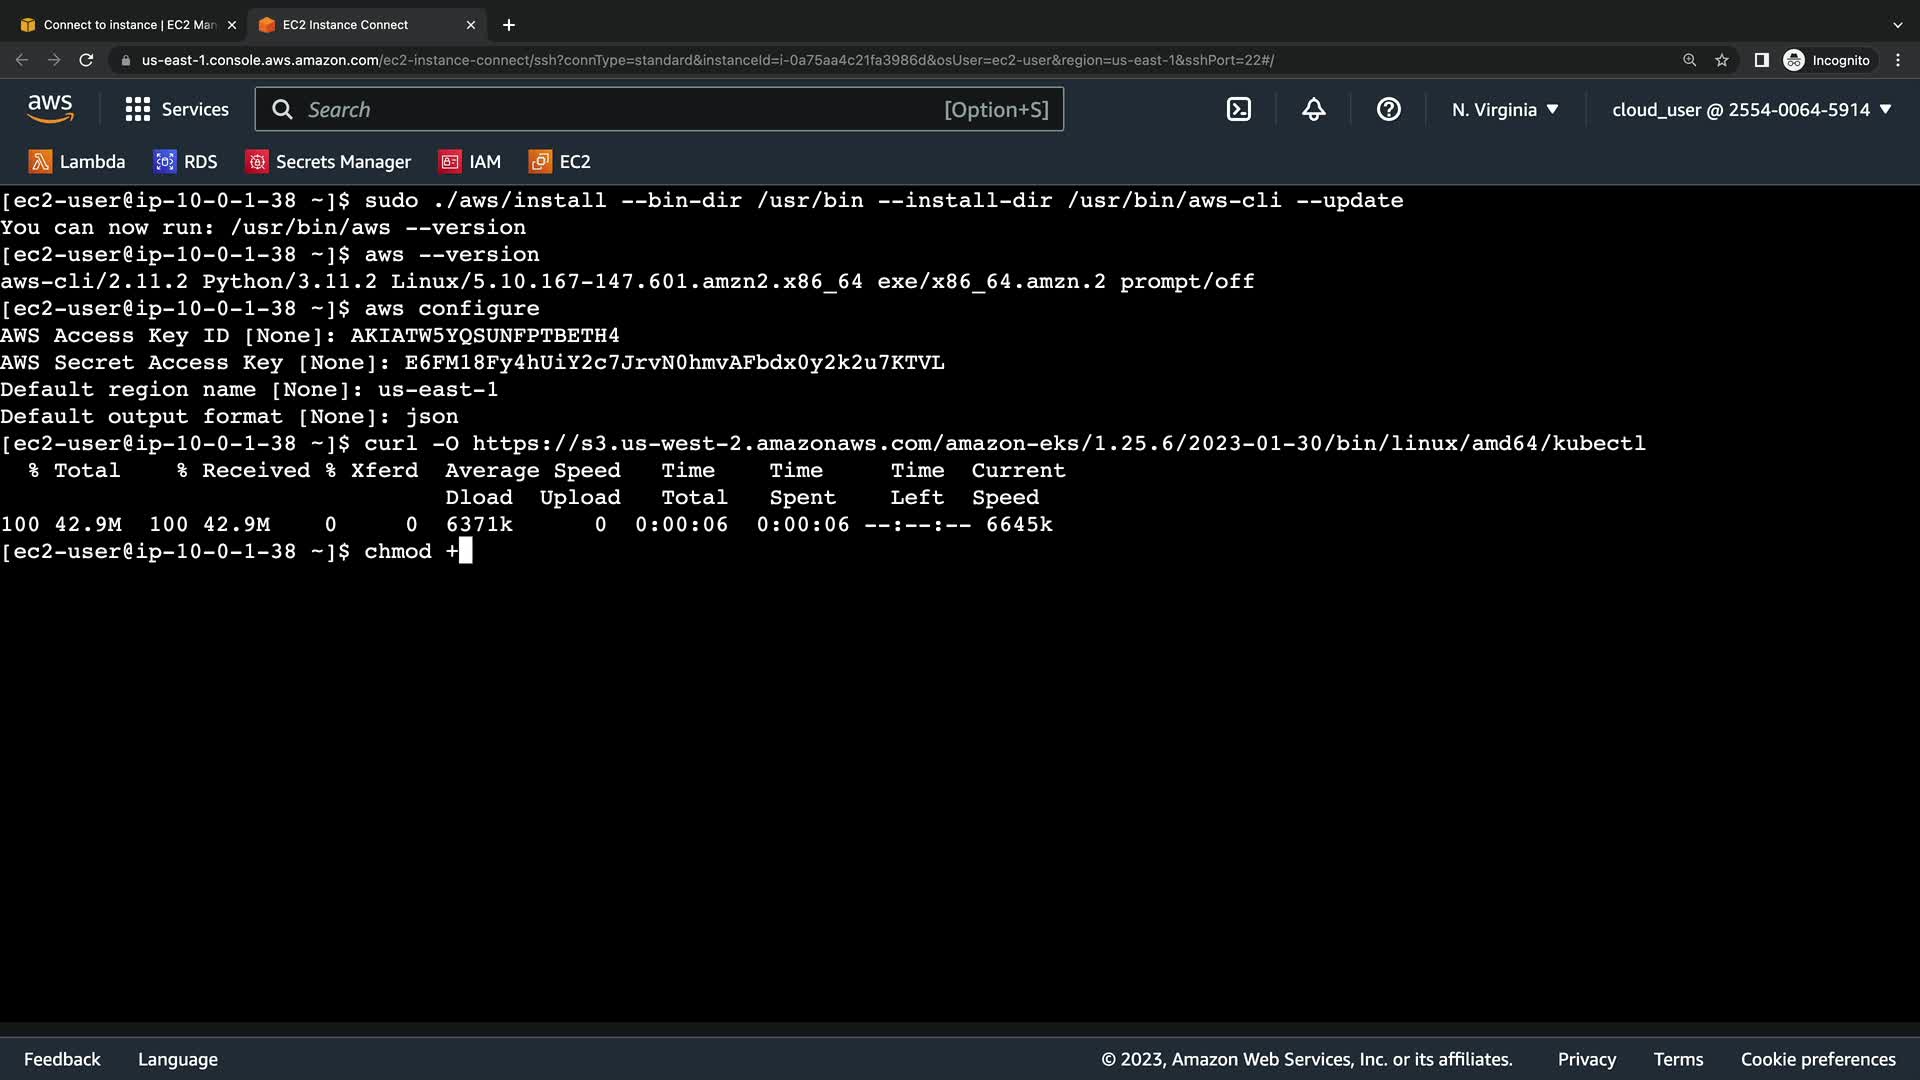 Connect to instance | EC2 Man
EC2 Instance Connect
us-east-1.console.aws.amazon.com/ec2-instance-connect/ssh?connType=standard&instanceId=i-0a75aa4c21fa3986d&osUser=ec2-user&region=us-east-1&sshPort=22#/
Incognito
aws
Services
Search
[Option+S]
N. Virginia
cloud_user @ 2554-0064-5914
Lambda
RDS
Secrets Manager
IAM
EC2
[ec2-user@ip-10-0-1-38 ~]$ sudo ./aws/install --bin-dir /usr/bin --install-dir /usr/bin/aws-cli --update
You can now run: /usr/bin/aws --version
[ec2-user@ip-10-0-1-38 ~]$ aws --version
aws-cli/2.11.2 Python/3.11.2 Linux/5.10.167-147.601.amzn2.x86_64 exe/x86_64.amzn.2 prompt/off
[ec2-user@ip-10-0-1-38 ~]$ aws configure
AWS Access Key ID [None]: AKIATW5YQSUNFPTBETH4
AWS Secret Access Key [None]: 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
Default region name [None]: us-east-1
Default output format [None]: json
[ec2-user@ip-10-0-1-38 ~]$ curl -O https://s3.us-west-2.amazonaws.com/amazon-eks/1.25.6/2023-01-30/bin/linux/amd64/kubectl
% Total % Received % Xferd Average Speed Time Time Time Current
Dload Upload Total Spent Left Speed
100 42.9M 100 42.9M 0 0 6371k 0 0:00:06 0:00:06 --:--:-- 6645k
[ec2-user@ip-10-0-1-38 ~]$ chmod +
Feedback
Language
© 2023, Amazon Web Services, Inc. or its affiliates.
Privacy
Terms
Cookie preferences